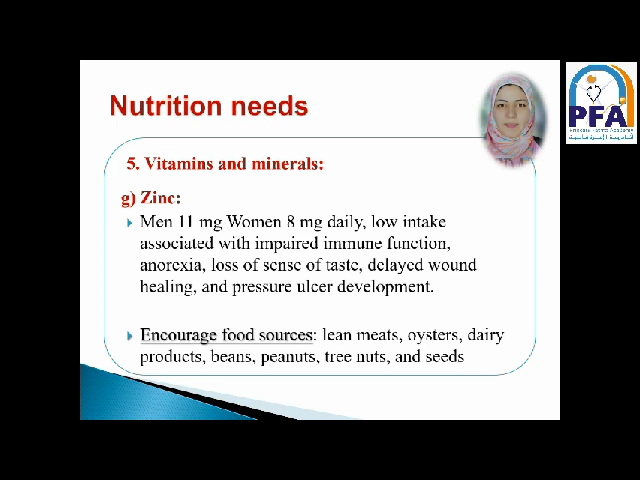 Nutrition needs
PFA
5. Vitamins and minerals:
g) Zinc:
Men 11 mg Women 8 mg daily, low intake
associated with impaired immune function,
anorexia, loss of sense of taste, delayed wound
healing, and pressure ulcer development.
Encourage food sources: lean meats, oysters, dairy
products, beans, peanuts, tree nuts, and seeds